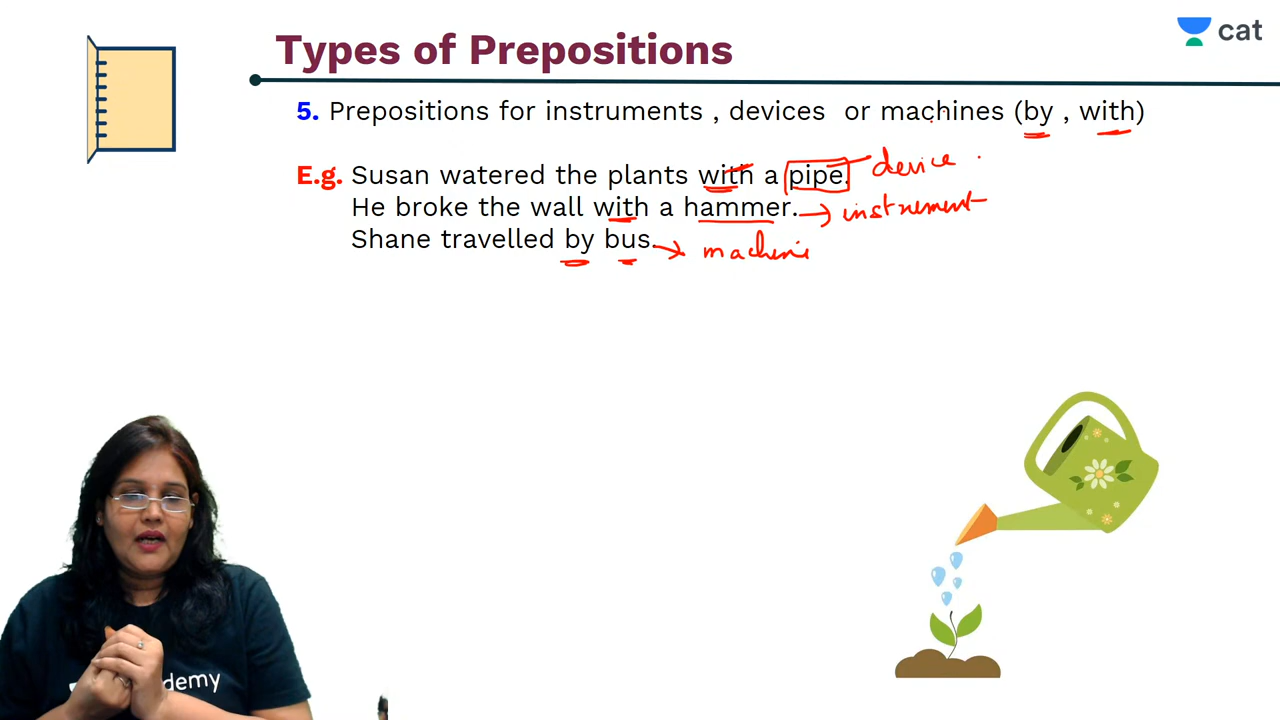 cat
Types of Prepositions
5. Prepositions for instruments , devices or machines (by , with)
E.g. Susan watered the plants with a pipe. device
He broke the wall with a hammer. → instrument
Shane travelled by bus. → machine
demy